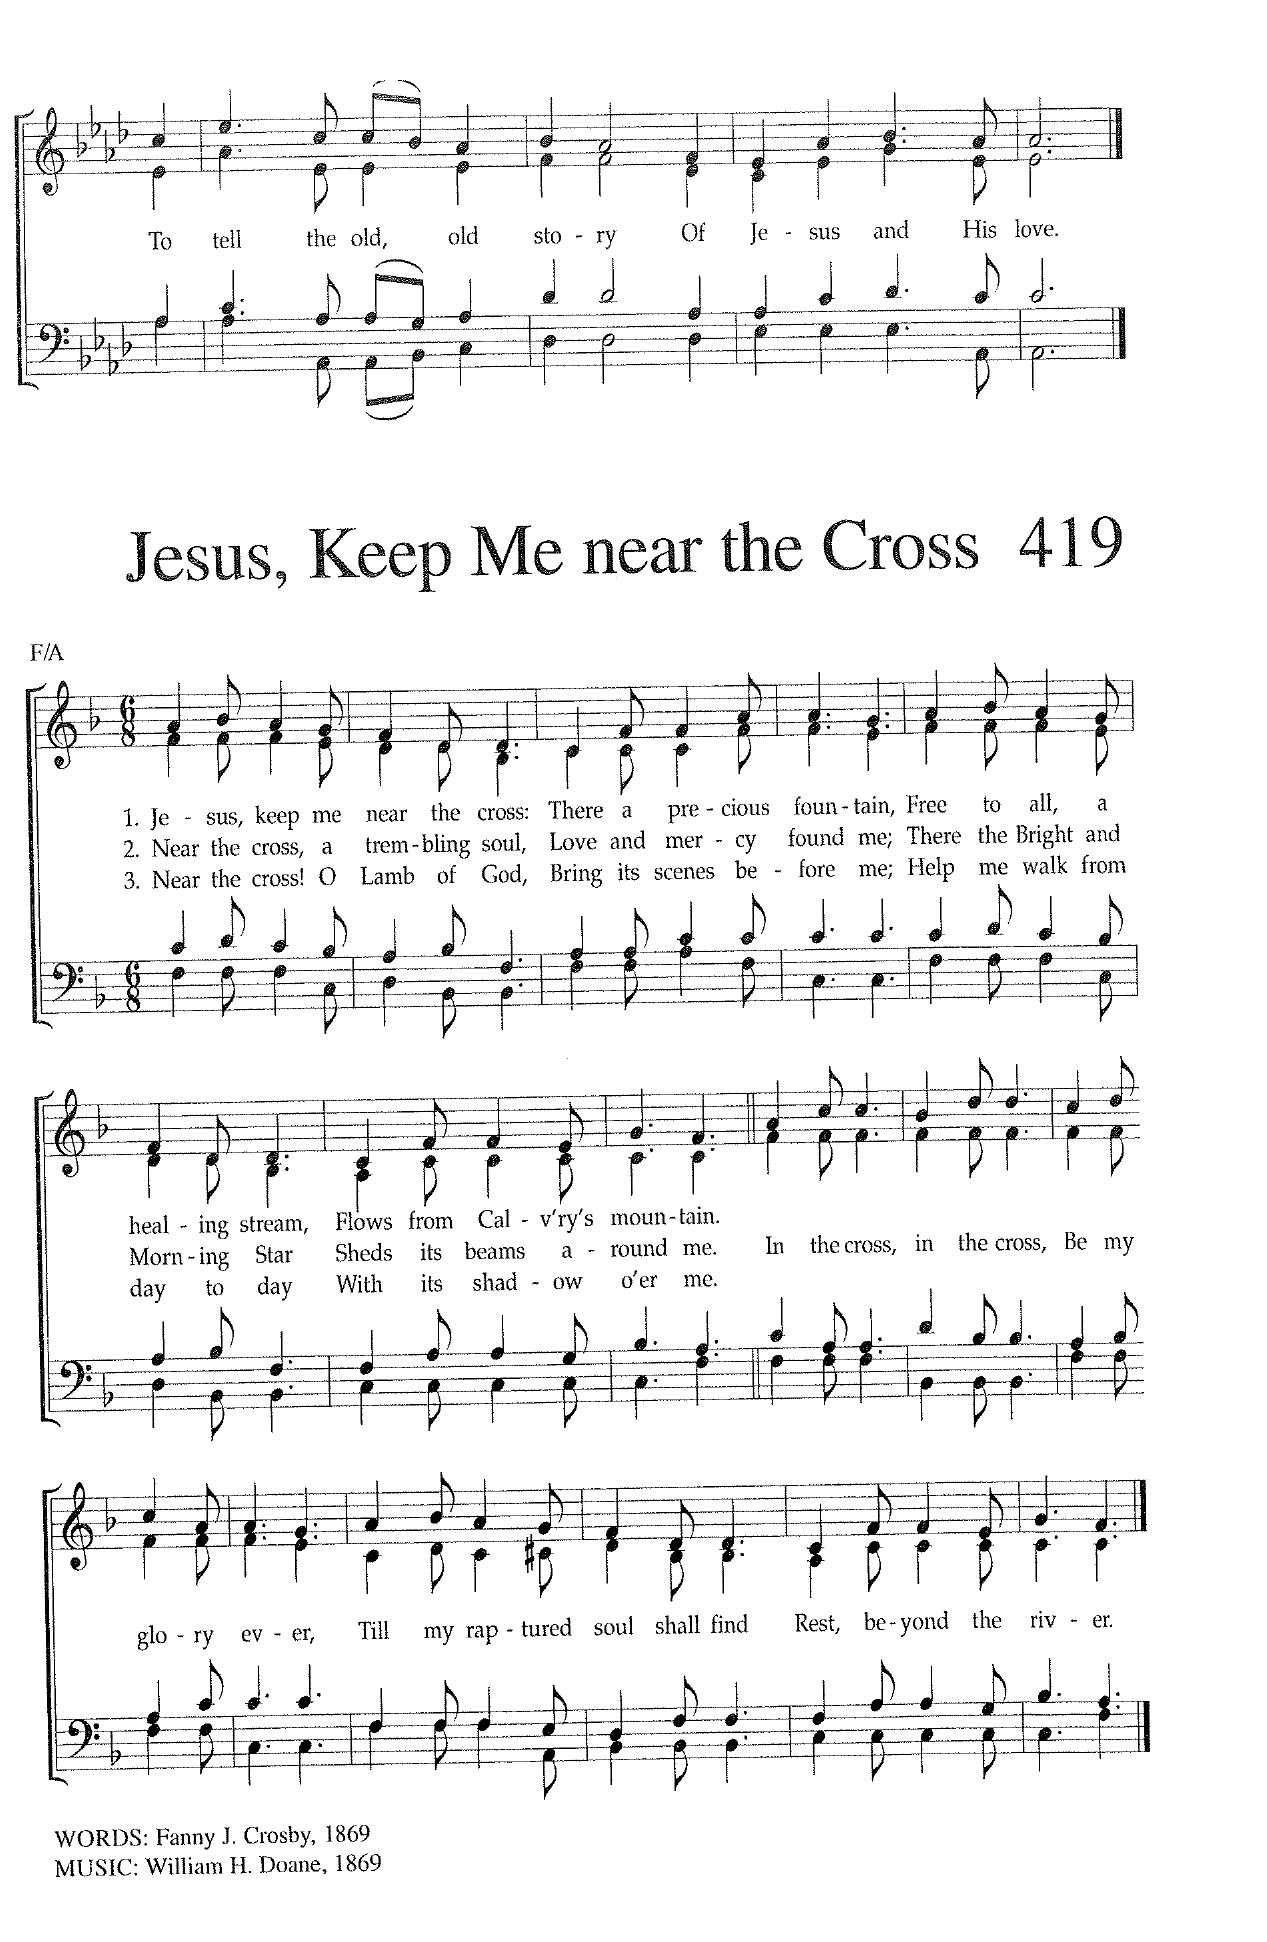 To tell the old, old sto - ry Of Je - sus and His love.
Jesus, Keep Me near the Cross 419
F/A
1. Je - sus, keep me near the cross: There a pre - cious foun - tain, Free to all, a
2. Near the cross, a trem - bling soul, Love and mer - cy found me; There the Bright and
3. Near the cross! O Lamb of God, Bring its scenes be - fore me; Help me walk from
heal - ing stream, Flows from Cal - v'ry's moun - tain.
Morn - ing Star Sheds its beams a - round me. In the cross, in the cross, Be my
day to day With its shad - ow o'er me.
glo - ry ev - er, Till my rap - tured soul shall find Rest, be - yond the riv - er.
WORDS: Fanny J. Crosby, 1869
MUSIC: William H. Doane, 1869